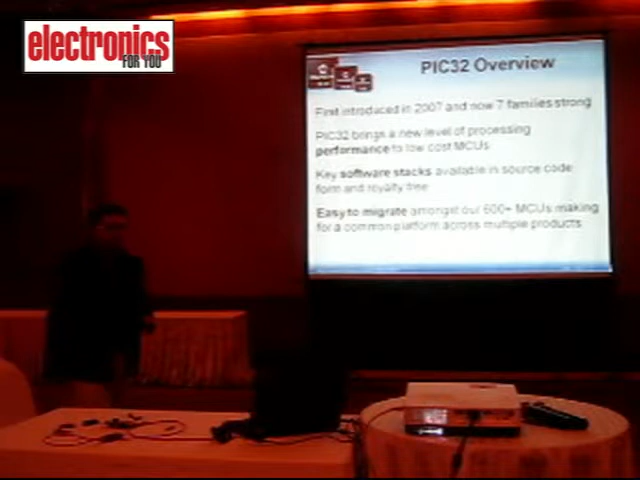 electronics
FOR YOU
PIC32 Overview
First introduced in 2007 and now 7 families strong
PIC32 brings a new level of processing
performance to low cost MCUs
Key software stacks available in source code
form and royalty free
Easy to migrate amongst our 600+ MCUs making
for a common platform across multiple products